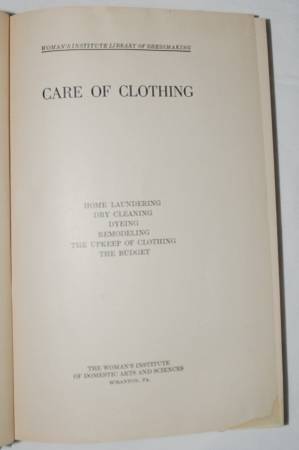 WOMAN'S INSTITUTE LIBRARY OF DRESSMAKING
CARE OF CLOTHING
HOME LAUNDERING
DRY CLEANING
DYEING
REMODELING
THE UPKEEP OF CLOTHING
THE BUDGET
THE WOMAN'S INSTITUTE
OF DOMESTIC ARTS AND SCIENCES
SCRANTON, PA.